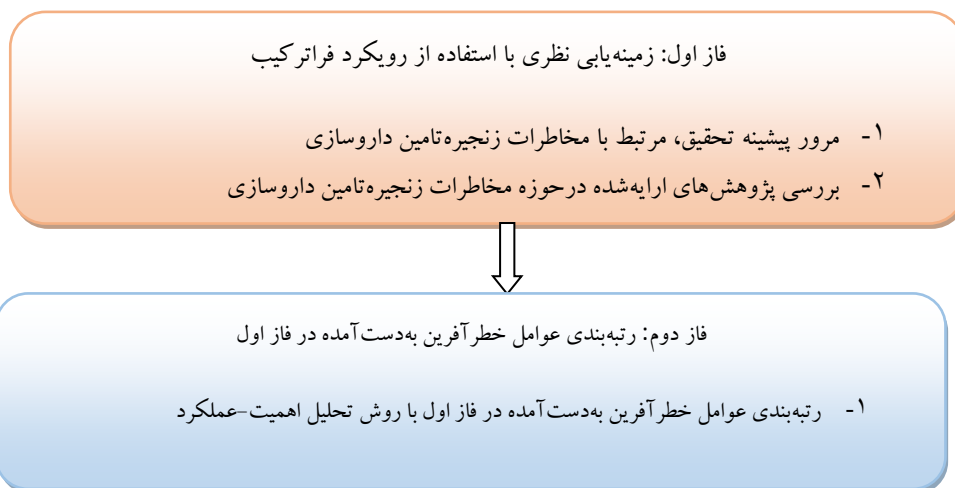 فاز اول: زمینه‌یابی نظری با استفاده از رویکرد فراترکیب
۱- مرور پیشینه تحقیق، مرتبط با مخاطرات زنجیره‌تامین داروسازی
۲- بررسی پژوهش‌های ارایه‌شده درحوزه مخاطرات زنجیره‌تامین داروسازی
فاز دوم: رتبه‌بندی عوامل خطرآفرین به‌دست‌آمده در فاز اول
۱- رتبه‌بندی عوامل خطرآفرین به‌دست‌آمده در فاز اول با روش تحلیل اهمیت-عملکرد